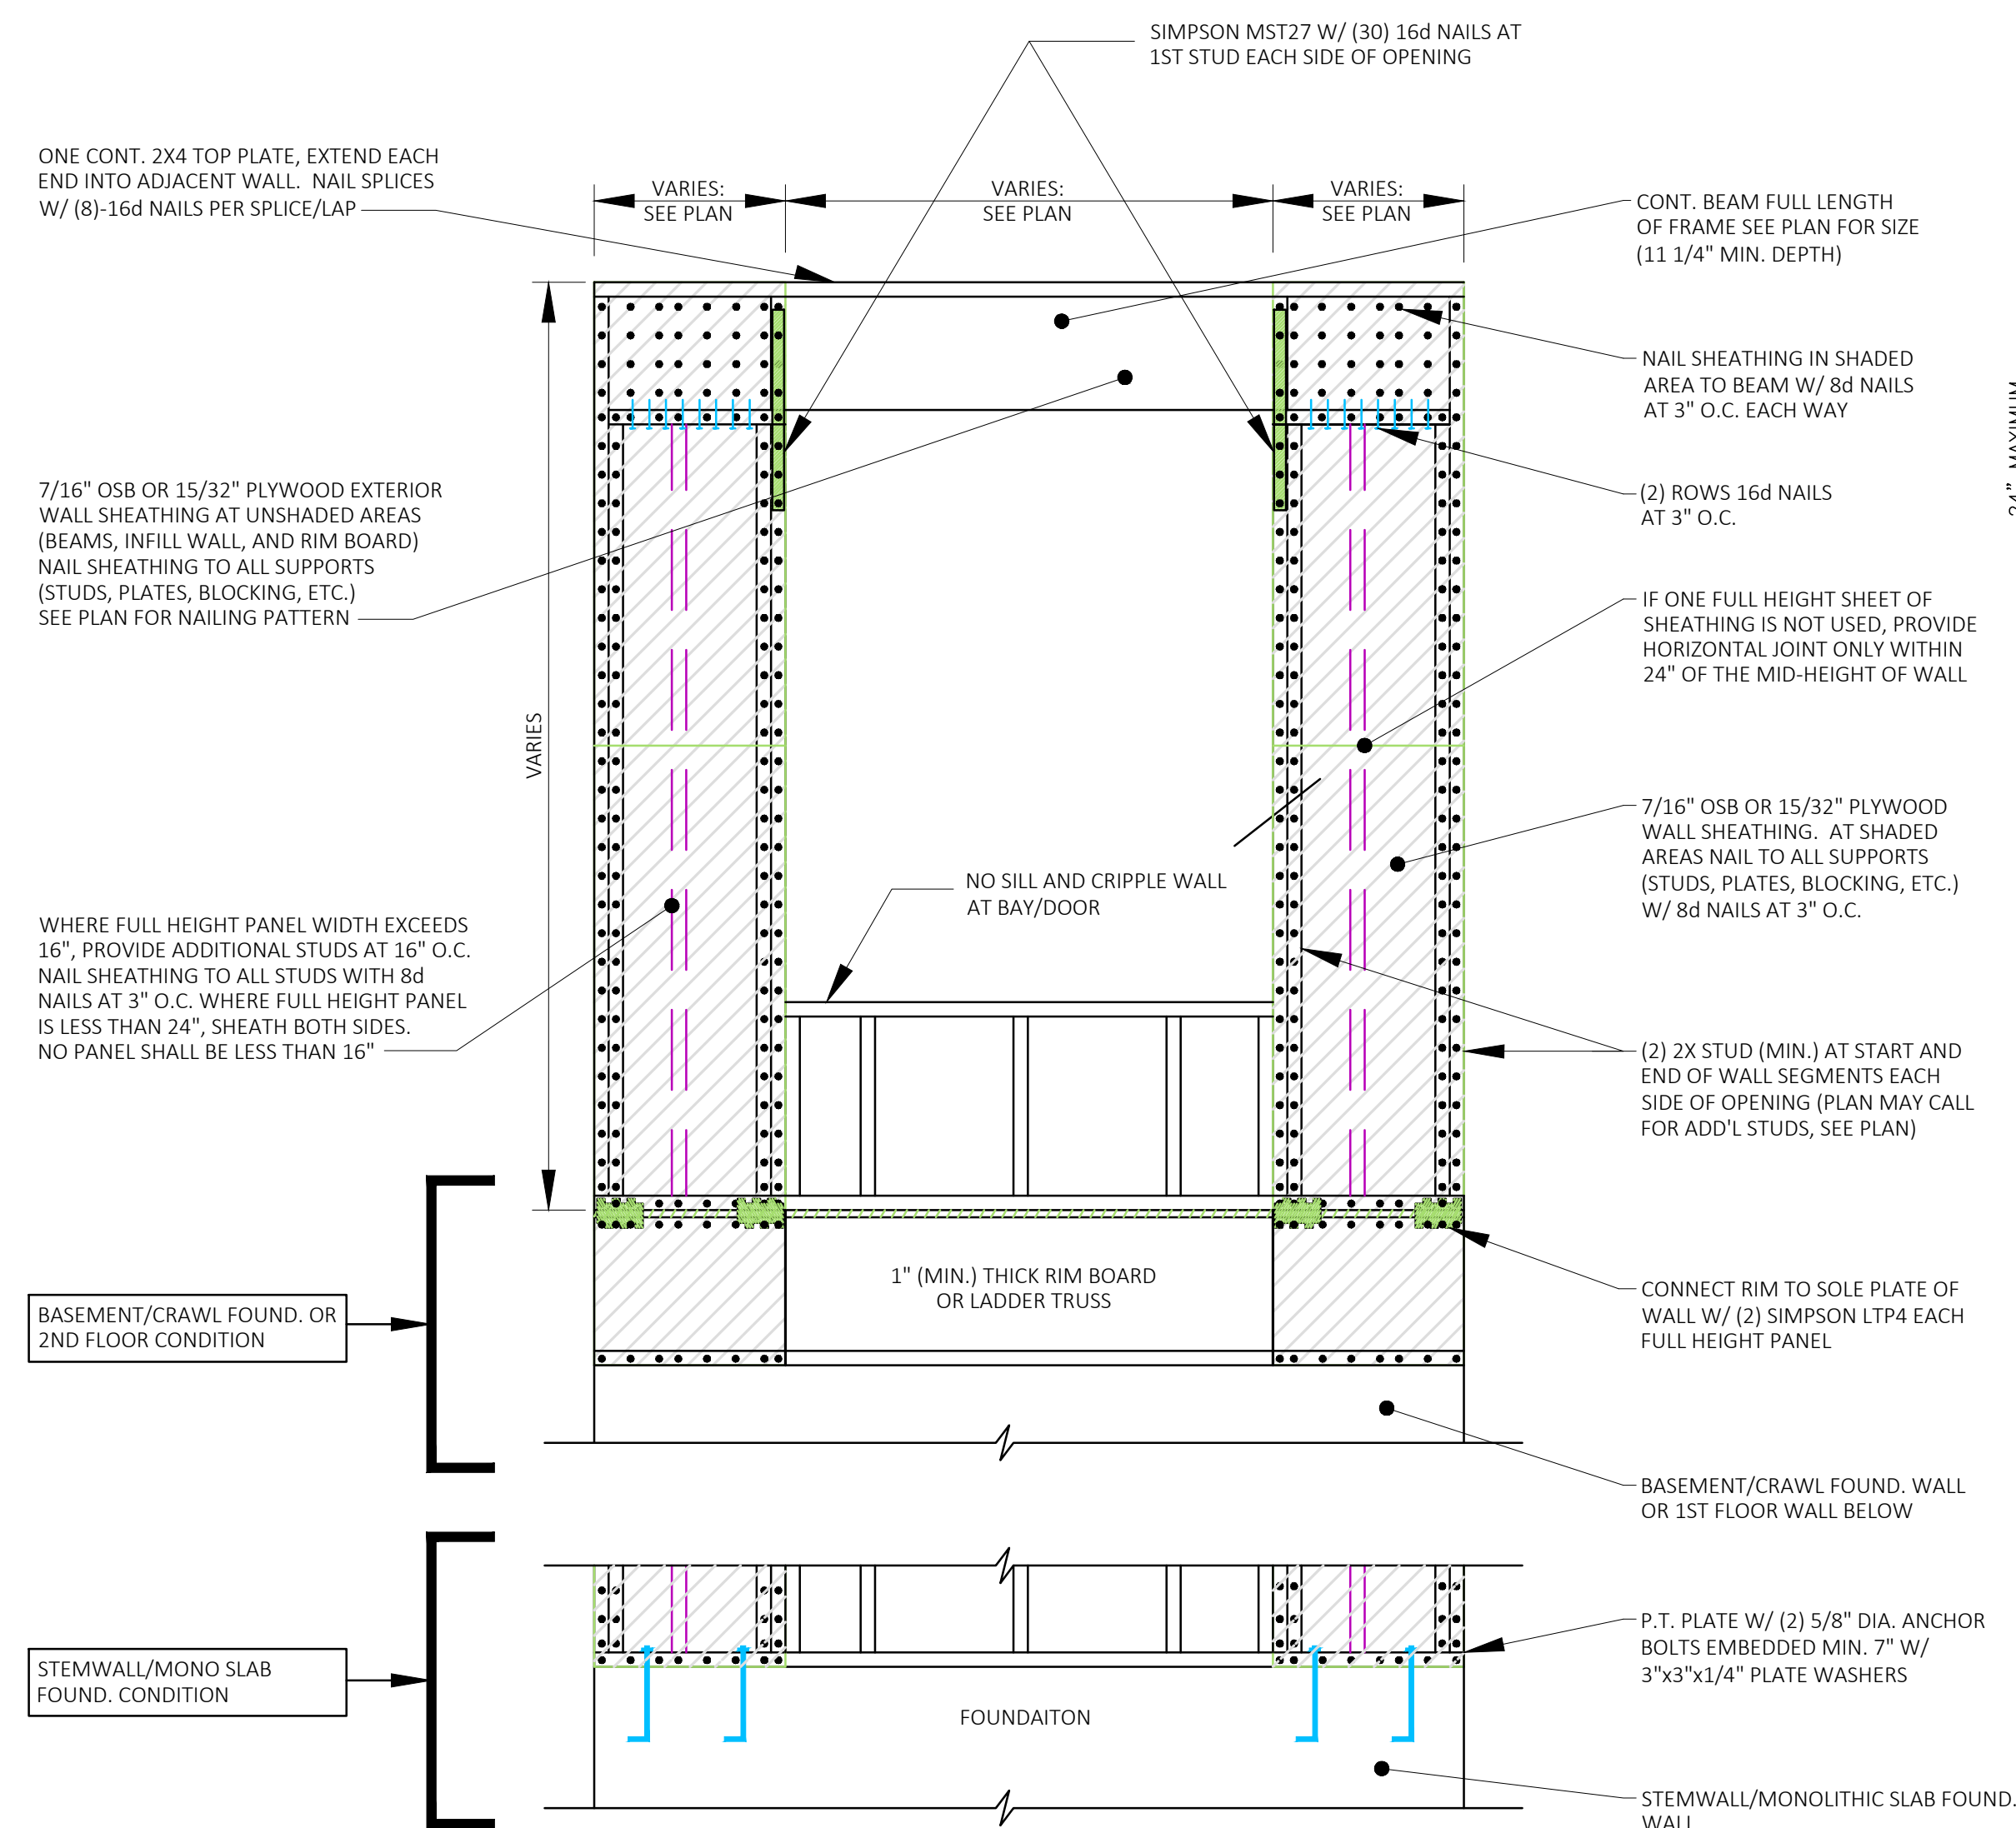 SIMPSON MST27 W/ (30) 16d NAILS AT
1ST STUD EACH SIDE OF OPENING
ONE CONT. 2X4 TOP PLATE, EXTEND EACH
END INTO ADJACENT WALL.  NAIL SPLICES
W/ (8)-16d NAILS PER SPLICE/LAP
VARIES:
SEE PLAN
VARIES:
SEE PLAN
VARIES:
SEE PLAN
CONT. BEAM FULL LENGTH
OF FRAME SEE PLAN FOR SIZE
(11 1/4" MIN. DEPTH)
NAIL SHEATHING IN SHADED
AREA TO BEAM W/ 8d NAILS
AT 3" O.C. EACH WAY
24" MAXIMUM
7/16" OSB OR 15/32" PLYWOOD EXTERIOR
WALL SHEATHING AT UNSHADED AREAS
(BEAMS, INFILL WALL, AND RIM BOARD)
NAIL SHEATHING TO ALL SUPPORTS
(STUDS, PLATES, BLOCKING, ETC.)
SEE PLAN FOR NAILING PATTERN
(2) ROWS 16d NAILS
AT 3" O.C.
IF ONE FULL HEIGHT SHEET OF
SHEATHING IS NOT USED, PROVIDE
HORIZONTAL JOINT ONLY WITHIN
24" OF THE MID-HEIGHT OF WALL
VARIES
7/16" OSB OR 15/32" PLYWOOD
WALL SHEATHING.  AT SHADED
AREAS NAIL TO ALL SUPPORTS
(STUDS, PLATES, BLOCKING, ETC.)
W/ 8d NAILS AT 3" O.C.
NO SILL AND CRIPPLE WALL
AT BAY/DOOR
WHERE FULL HEIGHT PANEL WIDTH EXCEEDS
16", PROVIDE ADDITIONAL STUDS AT 16" O.C.
NAIL SHEATHING TO ALL STUDS WITH 8d
NAILS AT 3" O.C. WHERE FULL HEIGHT PANEL
IS LESS THAN 24", SHEATH BOTH SIDES.
NO PANEL SHALL BE LESS THAN 16"
(2) 2X STUD (MIN.) AT START AND
END OF WALL SEGMENTS EACH
SIDE OF OPENING (PLAN MAY CALL
FOR ADD'L STUDS, SEE PLAN)
1" (MIN.) THICK RIM BOARD
OR LADDER TRUSS
CONNECT RIM TO SOLE PLATE OF
WALL W/ (2) SIMPSON LTP4 EACH
FULL HEIGHT PANEL
BASEMENT/CRAWL FOUND. OR
2ND FLOOR CONDITION
BASEMENT/CRAWL FOUND. WALL
OR 1ST FLOOR WALL BELOW
P.T. PLATE W/ (2) 5/8" DIA. ANCHOR
BOLTS EMBEDDED MIN. 7" W/
3"x3"x1/4" PLATE WASHERS
STEMWALL/MONO SLAB
FOUND. CONDITION
FOUNDAITON
STEMWALL/MONOLITHIC SLAB FOUND.
WALL